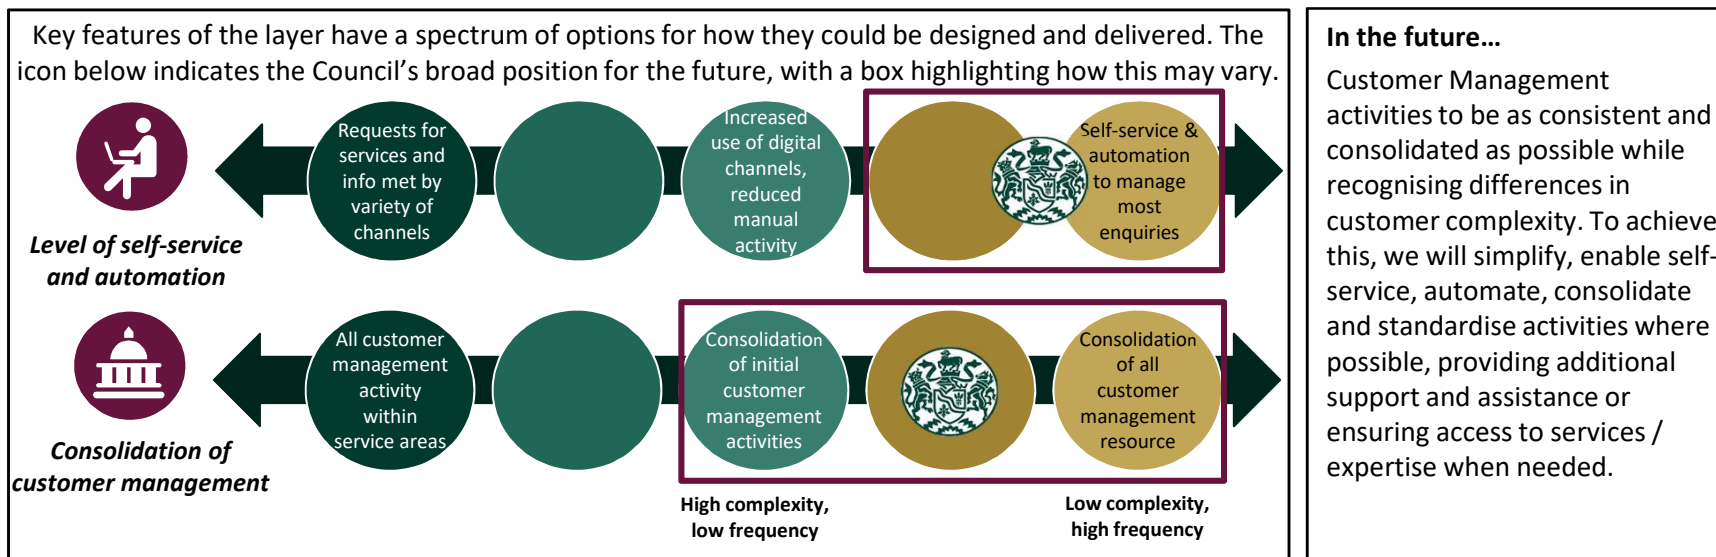 Key features of the layer have a spectrum of options for how they could be designed and delivered. The
icon below indicates the Council's broad position for the future, with a box highlighting how this may vary.
Level of self-service
and automation
Requests for
services and
info met by
variety of
channels
Increased
use of digital
channels,
reduced
manual
activity
Self-service &
automation
to manage
most
enquiries
Consolidation of
customer management
All customer
management
activity
within
service areas
Consolidation
of initial
customer
management
activities
Consolidation
of all
customer
management
resource
High complexity,
low frequency
Low complexity,
high frequency
In the future...
Customer Management
activities to be as consistent and
consolidated as possible while
recognising differences in
customer complexity. To achieve
this, we will simplify, enable self-
service, automate, consolidate
and standardise activities where
possible, providing additional
support and assistance or
ensuring access to services /
expertise when needed.